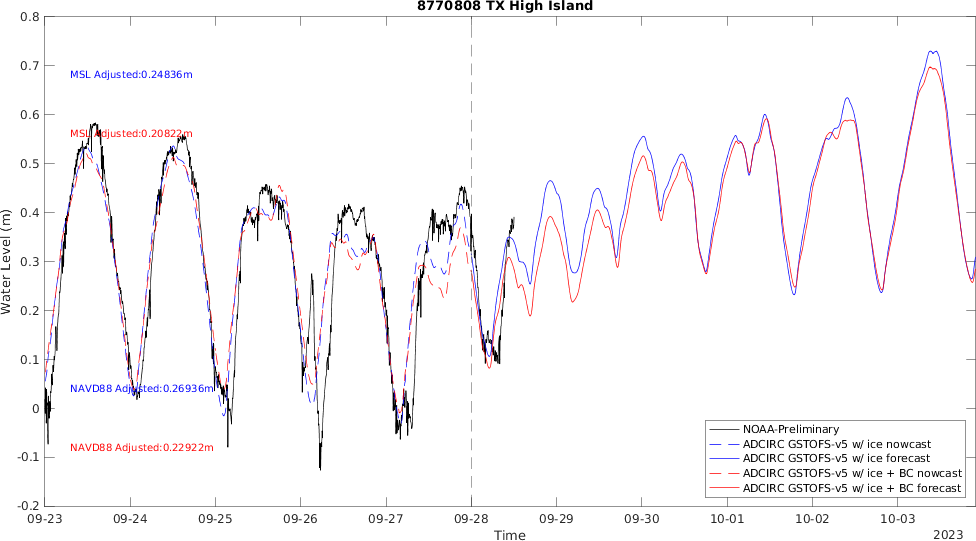 8770808 TX High Island
0.8
0.7
0.6
0.5
0.4
0.3
0.2
0.1
0
-0.1
-0.2
Water Level (m)
MSL Adjusted:0.24836m
MSL Adjusted:0.20822m
NAVD88 Adjusted:0.26936m
NAVD88 Adjusted:0.22922m
NOAA-Preliminary
ADCIRC GSTOFS-v5 w/ ice nowcast
ADCIRC GSTOFS-v5 w/ ice forecast
ADCIRC GSTOFS-v5 w/ ice + BC nowcast
ADCIRC GSTOFS-v5 w/ ice + BC forecast
09-23 09-24 09-25 09-26 09-27 09-28 09-29 09-30 10-01 10-02 10-03
Time
2023